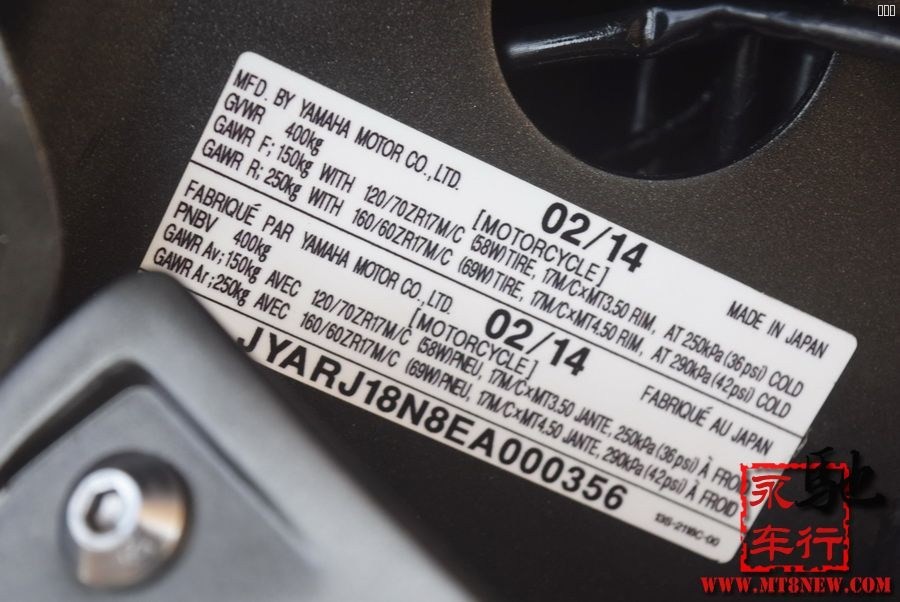 MFD. BY YAMAHA MOTOR CO., LTD.
02/14
MADE IN JAPAN
GVWR 400kg [MOTORCYCLE]
GAWR F; 150kg WITH 120/70ZR17M/C (58W)TIRE, 17M/C×MT3.50 RIM, AT 250kPa (36psi) COLD
GAWR R; 250kg WITH 160/60ZR17M/C (69W)TIRE, 17M/C×MT4.50 RIM, AT 290kPa (42psi) COLD
FABRIQUÉ PAR YAMAHA MOTOR CO., LTD.
02/14
FABRIQUÉ AU JAPAN
PNBV 400kg [MOTORCYCLE]
GAWR Av; 150kg AVEC 120/70ZR17M/C (58W)PNEU, 17M/C×MT3.50 JANTE, 250kPa (36psi) À FROID
GAWR Ar; 250kg AVEC 160/60ZR17M/C (69W)PNEU, 17M/C×MT4.50 JANTE, 290kPa (42psi) À FROID
JYARJ18N8EA000356
13S-2118C-00
驰
车行
WWW.MT8NEW.COM